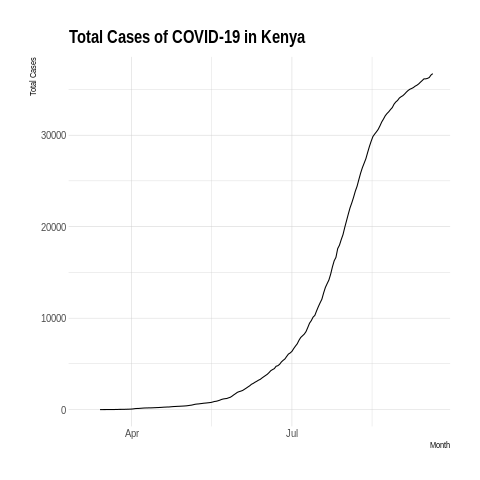 Total Cases of COVID-19 in Kenya
Total Cases
30000
20000
10000
0
Apr Jul
Month